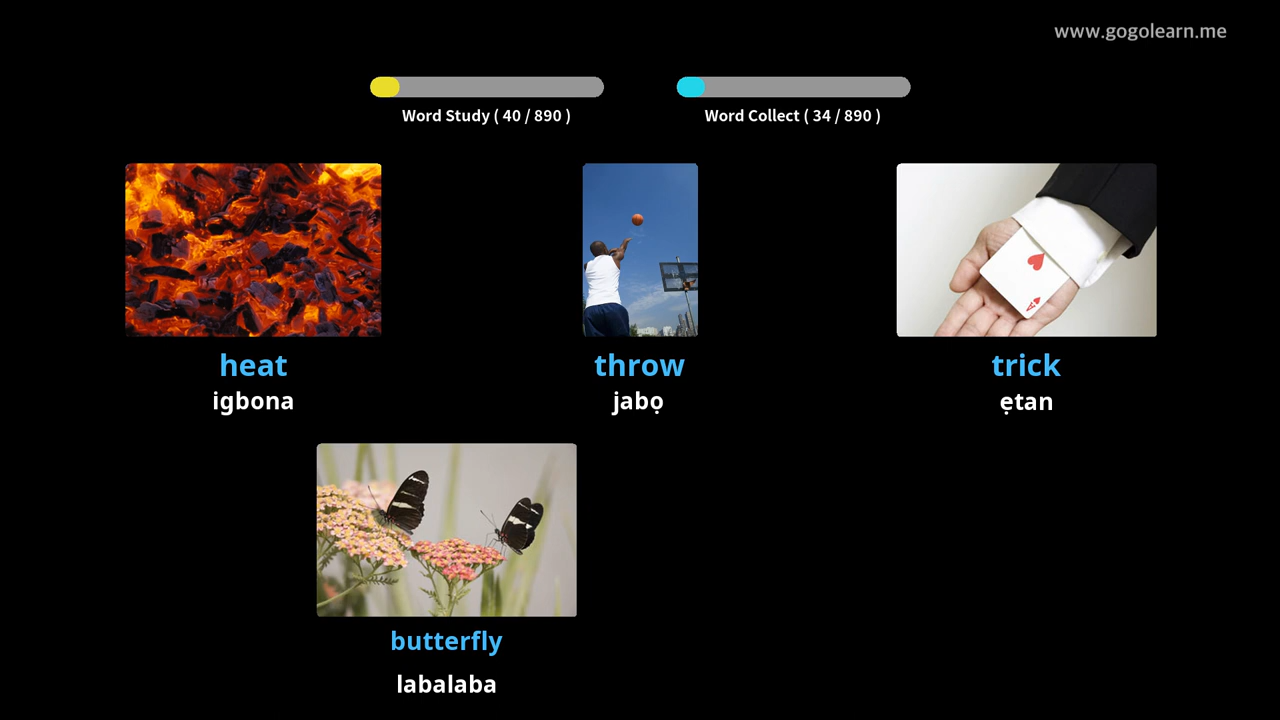 www.gogolearn.me
Word Study ( 40 / 890 )
Word Collect ( 34 / 890 )
heat
igbona
throw
jabọ
trick
ẹtan
butterfly
labalaba